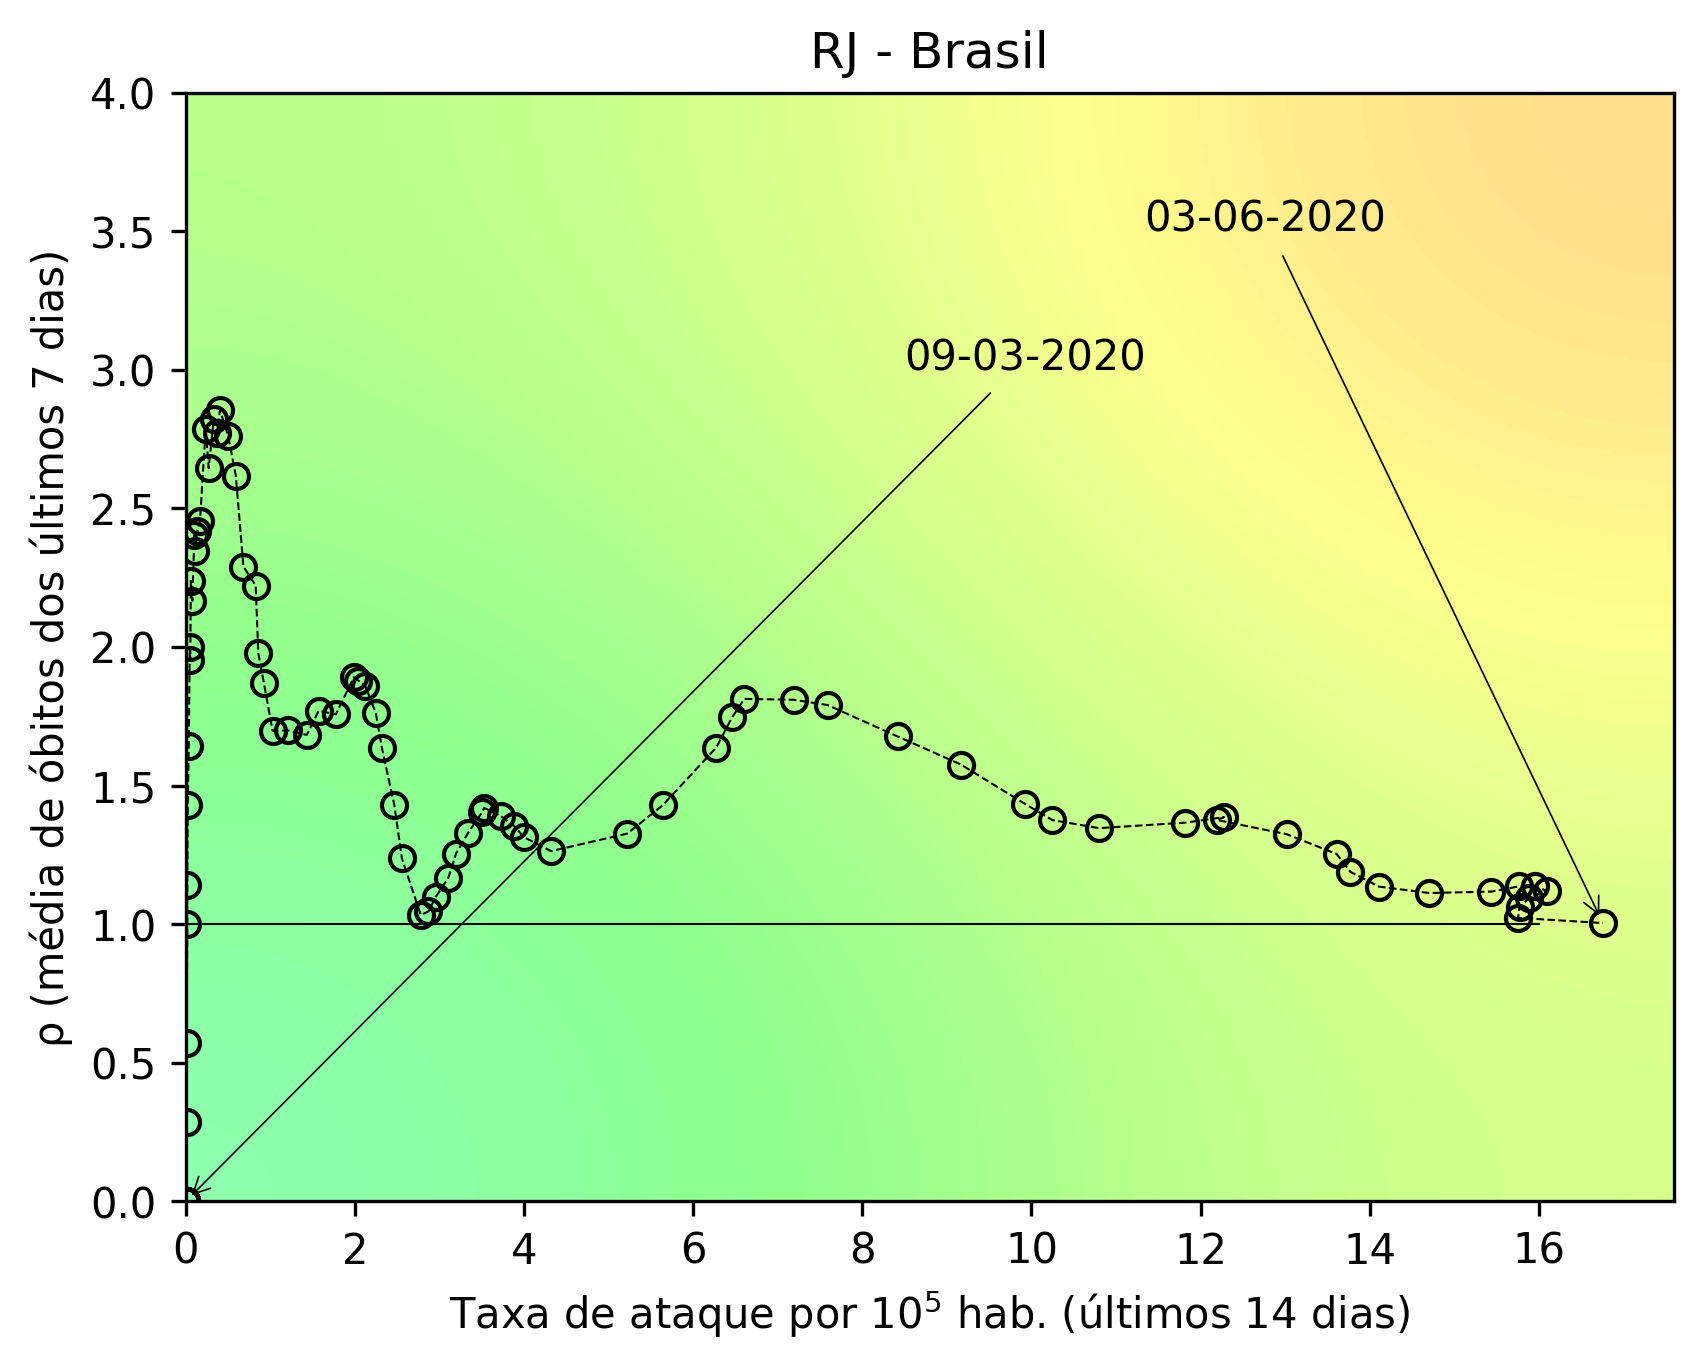 RJ - Brasil
4.0
3.5
3.0
2.5
2.0
1.5
1.0
0.5
0.0
ρ (média de óbitos dos últimos 7 dias)
03-06-2020
09-03-2020
0 2 4 6 8 10 12 14 16
Taxa de ataque por 10⁵ hab. (últimos 14 dias)